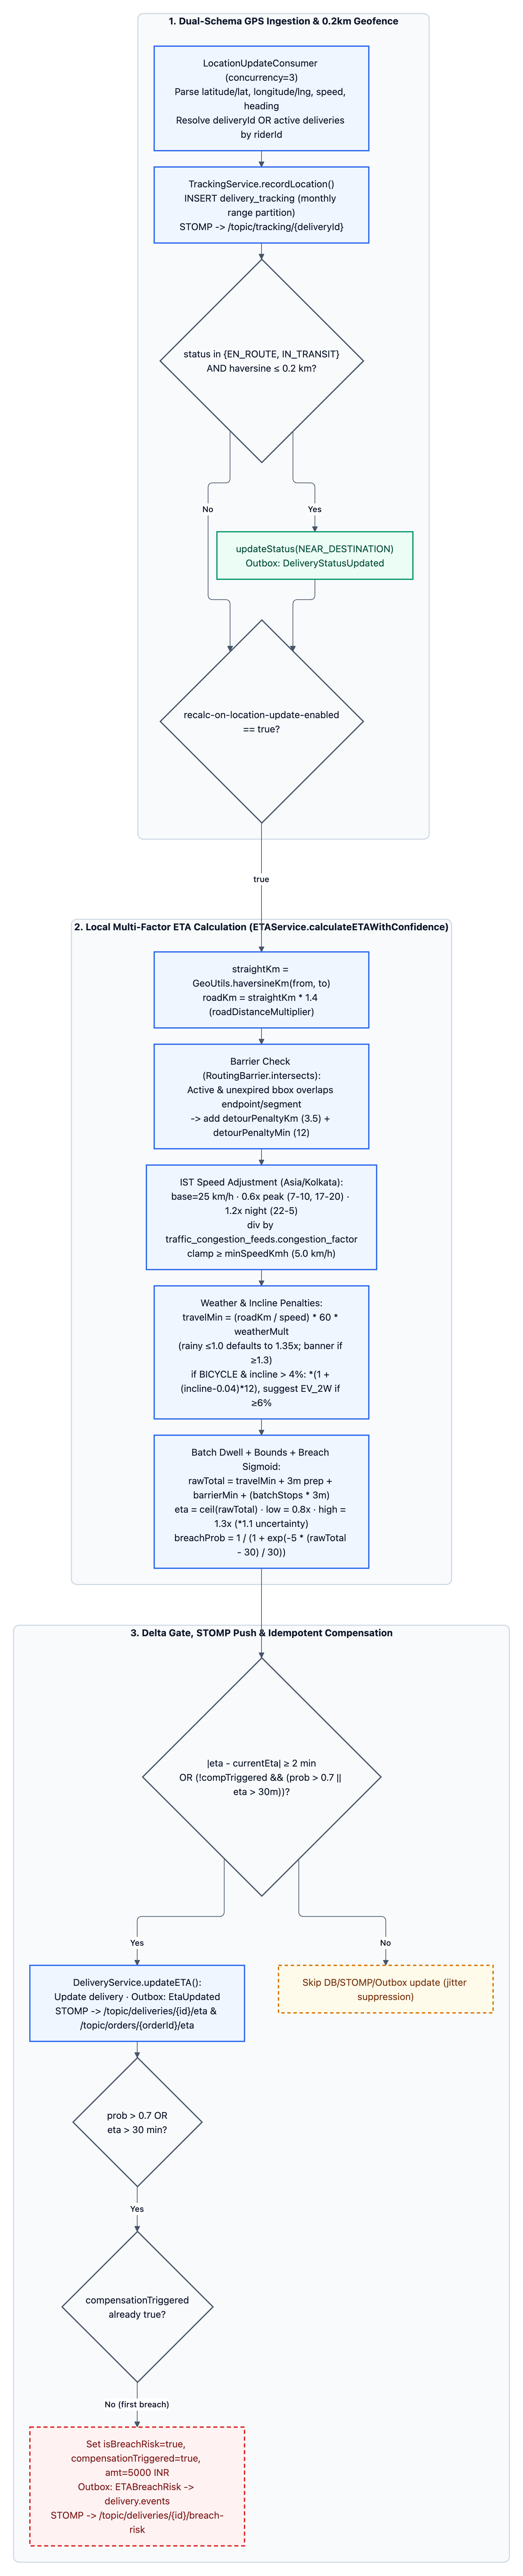 1. Dual-Schema GPS Ingestion & 0.2km Geofence
LocationUpdateConsumer
(concurrency=3)
Parse latitude/lat, longitude/lng, speed,
heading
Resolve deliveryId OR active deliveries
by riderId
TrackingService.recordLocation()
INSERT delivery_tracking (monthly
range partition)
STOMP -> /topic/tracking/{deliveryId}
status in {EN_ROUTE, IN_TRANSIT}
AND haversine ≤ 0.2 km?
No
Yes
updateStatus(NEAR_DESTINATION)
Outbox: DeliveryStatusUpdated
recalc-on-location-update-enabled
== true?
true
2. Local Multi-Factor ETA Calculation (ETAService.calculateETAWithConfidence)
straightKm =
GeoUtils.haversineKm(from, to)
roadKm = straightKm * 1.4
(roadDistanceMultiplier)
Barrier Check
(RoutingBarrier.intersects):
Active & unexpired bbox overlaps
endpoint/segment
-> add detourPenaltyKm (3.5) +
detourPenaltyMin (12)
IST Speed Adjustment (Asia/Kolkata):
base=25 km/h · 0.6x peak (7-10, 17-20) ·
1.2x night (22-5)
div by
traffic_congestion_feeds.congestion_factor
clamp ≥ minSpeedKmh (5.0 km/h)
Weather & Incline Penalties:
travelMin = (roadKm / speed) * 60 *
weatherMult
(rainy ≤1.0 defaults to 1.35x; banner if
≥1.3)
if BICYCLE & incline > 4%: *(1 +
(incline-0.04)*12), suggest EV_2W if
≥6%
Batch Dwell + Bounds + Breach
Sigmoid:
rawTotal = travelMin + 3m prep +
barrierMin + (batchStops * 3m)
eta = ceil(rawTotal) · low = 0.8x · high =
1.3x (*1.1 uncertainty)
breachProb = 1 / (1 + exp(-5 * (rawTotal
- 30) / 30))
3. Delta Gate, STOMP Push & Idempotent Compensation
|eta - currentEta| ≥ 2 min
OR (!compTriggered && (prob > 0.7 ||
eta > 30m))?
Yes
No
DeliveryService.updateETA():
Update delivery · Outbox: EtaUpdated
STOMP -> /topic/deliveries/{id}/eta &
/topic/orders/{orderId}/eta
Skip DB/STOMP/Outbox update (jitter
suppression)
prob > 0.7 OR
eta > 30 min?
Yes
compensationTriggered
already true?
No (first breach)
Set isBreachRisk=true,
compensationTriggered=true,
amt=5000 INR
Outbox: ETABreachRisk ->
delivery.events
STOMP -> /topic/deliveries/{id}/breach-
risk